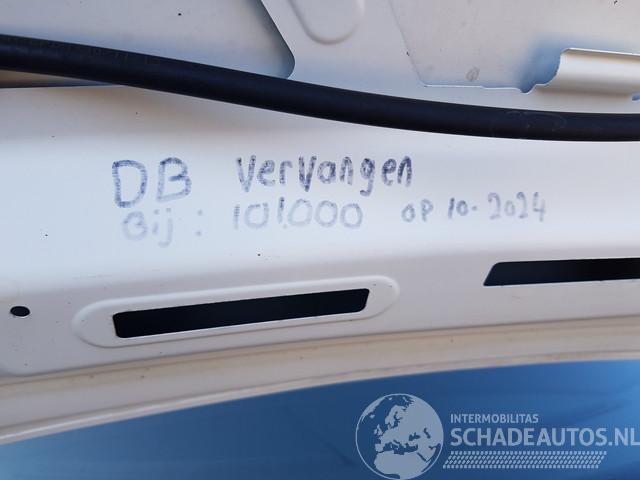 DB Vervangen
Bij: 101.000 op 10-2024
INTERMOBILITAS
SCHADEAUTOS.NL